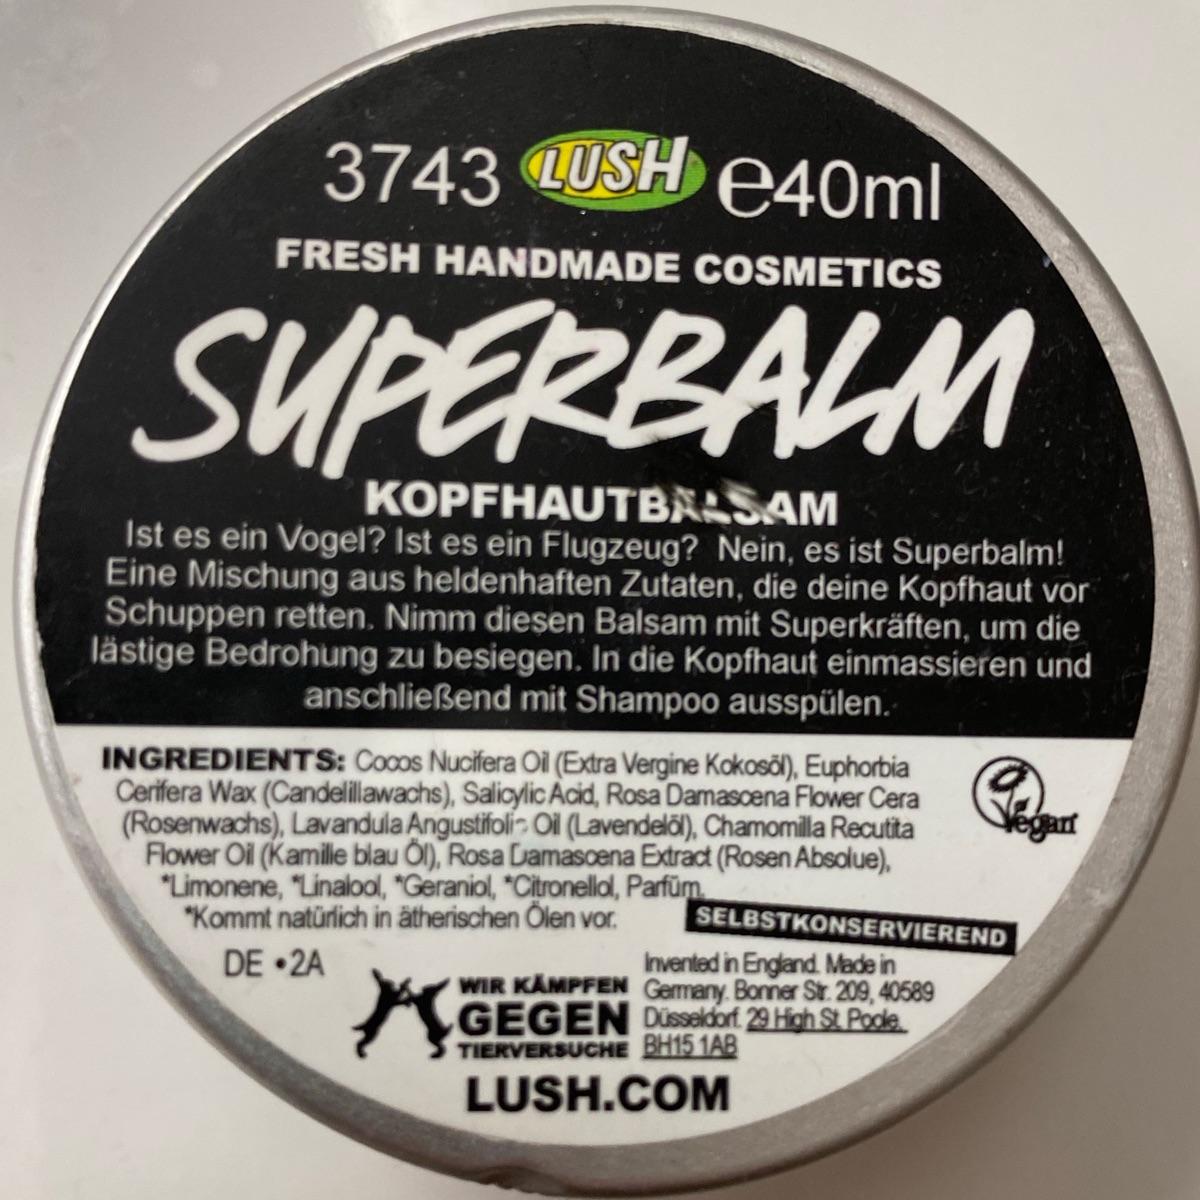 3743 LUSH e40ml
FRESH HANDMADE COSMETICS
SUPERBALM
KOPFHAUTBALSAM
Ist es ein Vogel? Ist es ein Flugzeug? Nein, es ist Superbalm!
Eine Mischung aus heldenhaften Zutaten, die deine Kopfhaut vor
Schuppen retten. Nimm diesen Balsam mit Superkräften, um die
lästige Bedrohung zu besiegen. In die Kopfhaut einmassieren und
anschließend mit Shampoo ausspülen.
INGREDIENTS: Cocos Nucifera Oil (Extra Vergine Kokosöl), Euphorbia
Cerifera Wax (Candelillawachs), Salicylic Acid, Rosa Damascena Flower Cera
(Rosenwachs), Lavandula Angustifolia Oil (Lavendelöl), Chamomilla Recutita
Flower Oil (Kamille blau Öl), Rosa Damascena Extract (Rosen Absolue),
*Limonene, *Linalool, *Geraniol, *Citronellol, Parfüm.
*Kommt natürlich in ätherischen Ölen vor.
Vegan
SELBSTKONSERVIEREND
DE •2A
WIR KÄMPFEN
GEGEN
TIERVERSUCHE
Invented in England. Made in
Germany. Bonner Str. 209, 40589
Düsseldorf. 29 High St. Poole.
BH15 1AB
LUSH.COM